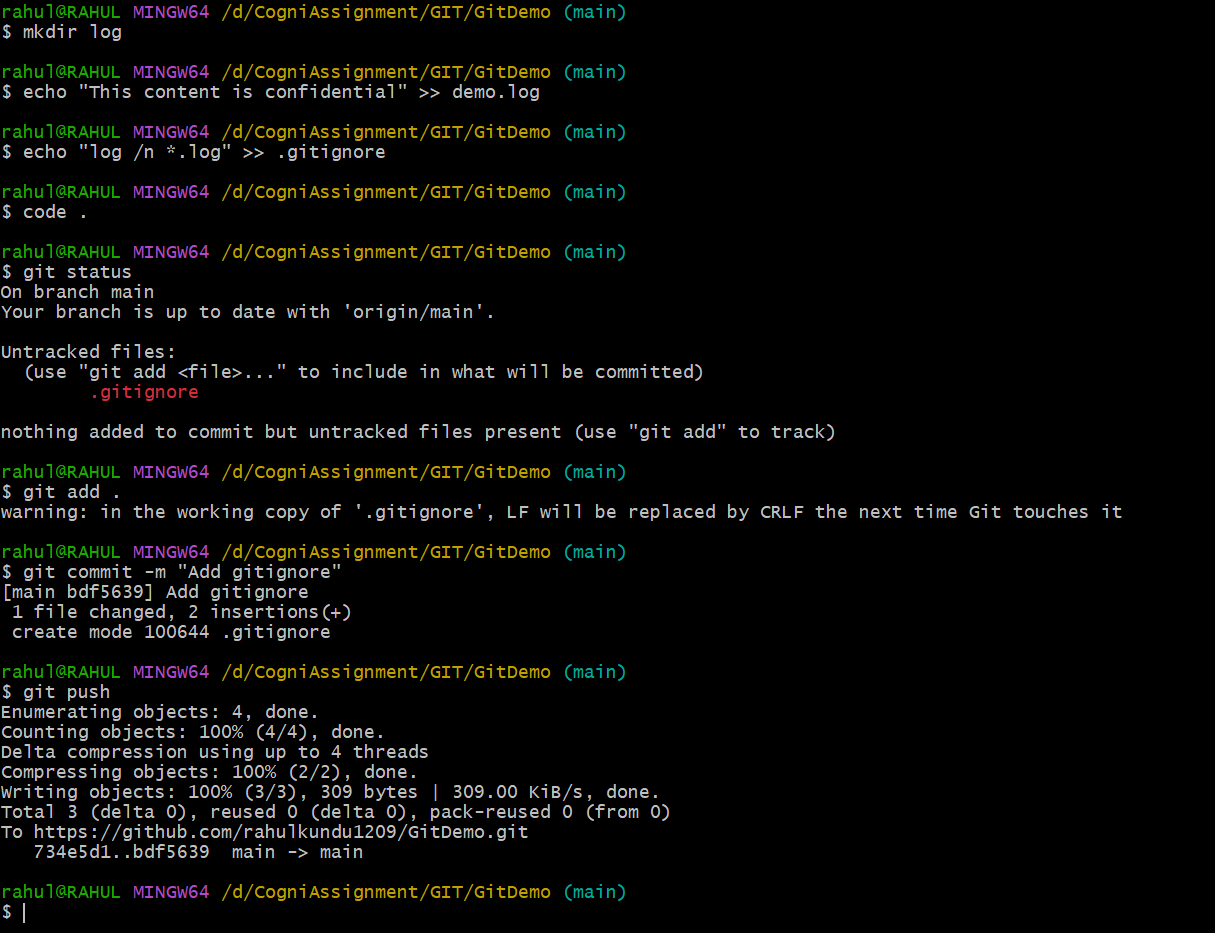 rahul@RAHUL MINGW64 /d/CogniAssignment/GIT/GitDemo (main)
$ mkdir log
rahul@RAHUL MINGW64 /d/CogniAssignment/GIT/GitDemo (main)
$ echo "This content is confidential" >> demo.log
rahul@RAHUL MINGW64 /d/CogniAssignment/GIT/GitDemo (main)
$ echo "log /n *.log" >> .gitignore
rahul@RAHUL MINGW64 /d/CogniAssignment/GIT/GitDemo (main)
$ code .
rahul@RAHUL MINGW64 /d/CogniAssignment/GIT/GitDemo (main)
$ git status
On branch main
Your branch is up to date with 'origin/main'.
Untracked files:
  (use "git add <file>..." to include in what will be committed)
        .gitignore
nothing added to commit but untracked files present (use "git add" to track)
rahul@RAHUL MINGW64 /d/CogniAssignment/GIT/GitDemo (main)
$ git add .
warning: in the working copy of '.gitignore', LF will be replaced by CRLF the next time Git touches it
rahul@RAHUL MINGW64 /d/CogniAssignment/GIT/GitDemo (main)
$ git commit -m "Add gitignore"
[main bdf5639] Add gitignore
 1 file changed, 2 insertions(+)
 create mode 100644 .gitignore
rahul@RAHUL MINGW64 /d/CogniAssignment/GIT/GitDemo (main)
$ git push
Enumerating objects: 4, done.
Counting objects: 100% (4/4), done.
Delta compression using up to 4 threads
Compressing objects: 100% (2/2), done.
Writing objects: 100% (3/3), 309 bytes | 309.00 KiB/s, done.
Total 3 (delta 0), reused 0 (delta 0), pack-reused 0 (from 0)
To https://github.com/rahulkundu1209/GitDemo.git
   734e5d1..bdf5639  main -> main
rahul@RAHUL MINGW64 /d/CogniAssignment/GIT/GitDemo (main)
$